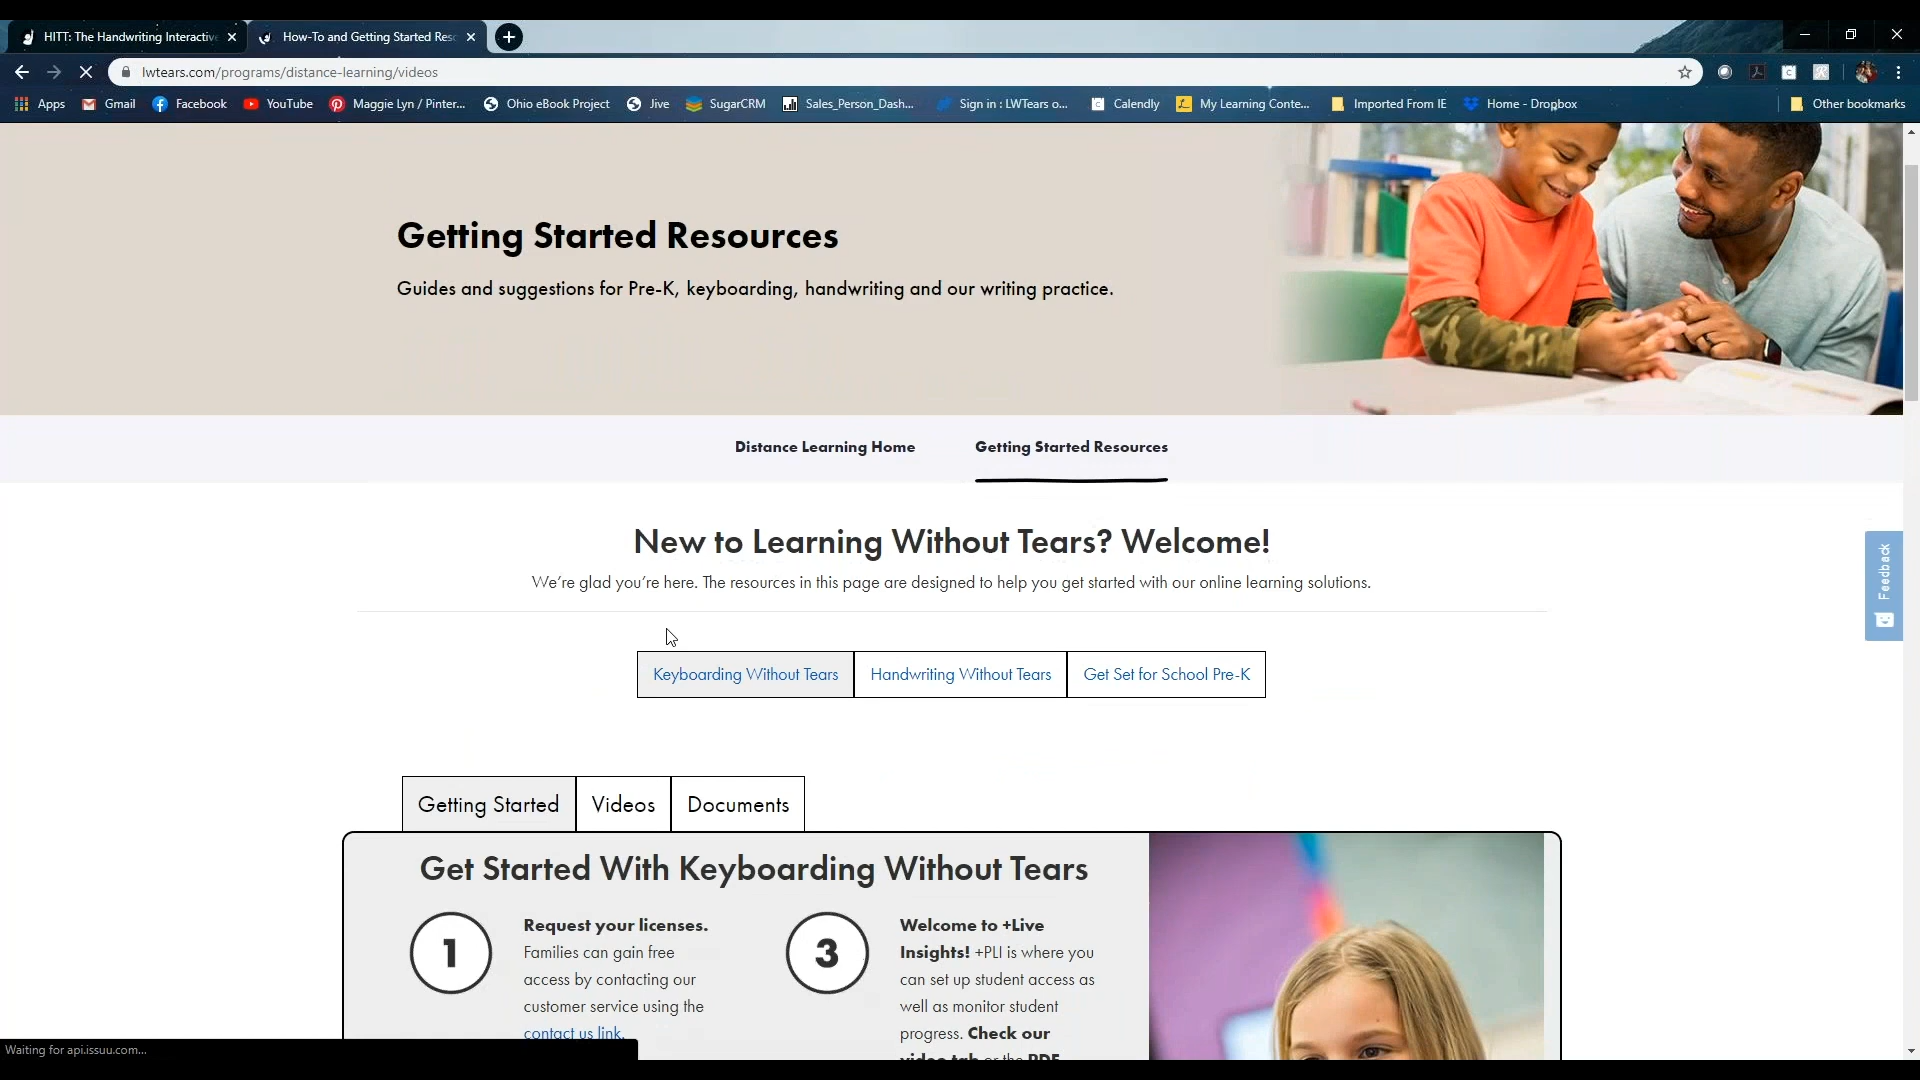 HITT: The Handwriting Interactiv
How-To and Getting Started Res
lwtears.com/programs/distance-learning/videos
Apps
Gmail
Facebook
YouTube
Maggie Lyn / Pinter...
Ohio eBook Project
Jive
SugarCRM
Sales_Person_Dash...
Sign in : LWTears o...
Calendly
My Learning Conte...
Imported From IE
Home - Dropbox
Other bookmarks
Getting Started Resources
Guides and suggestions for Pre-K, keyboarding, handwriting and our writing practice.
Distance Learning Home
Getting Started Resources
New to Learning Without Tears? Welcome!
We're glad you're here. The resources in this page are designed to help you get started with our online learning solutions.
Feedback
Keyboarding Without Tears
Handwriting Without Tears
Get Set for School Pre-K
Getting Started
Videos
Documents
Get Started With Keyboarding Without Tears
1
Request your licenses.
Families can gain free
access by contacting our
customer service using the
contact us link.
3
Welcome to +Live
Insights! +PLI is where you
can set up student access as
well as monitor student
progress. Check our
video tab or the PDF
Waiting for api.issuu.com...